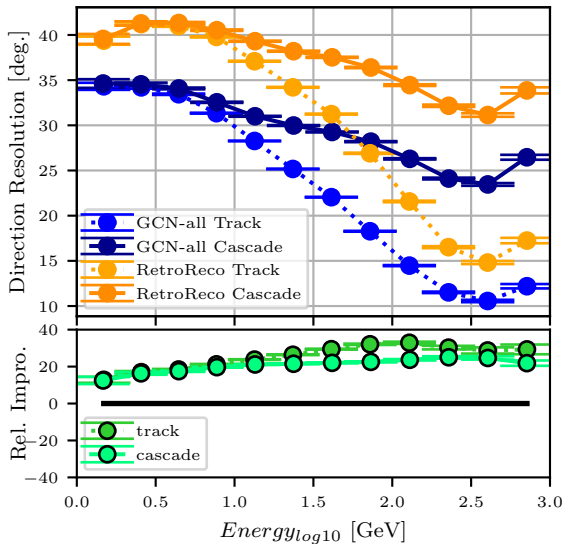 Direction Resolution [deg.]
40
35
30
25
20
15
10
GCN-all Track
GCN-all Cascade
RetroReco Track
RetroReco Cascade
Rel. Impro.
40
20
0
−20
−40
track
cascade
0.0 0.5 1.0 1.5 2.0 2.5 3.0
Energy_{log10} [GeV]